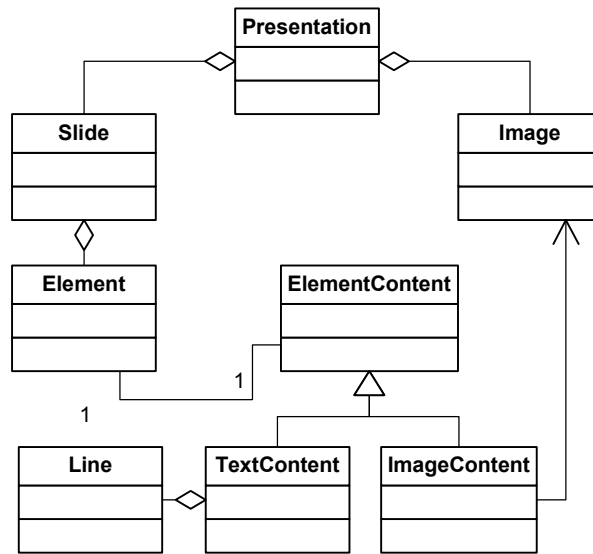 Presentation
Slide
Image
Element
ElementContent
1
1
Line
TextContent
ImageContent